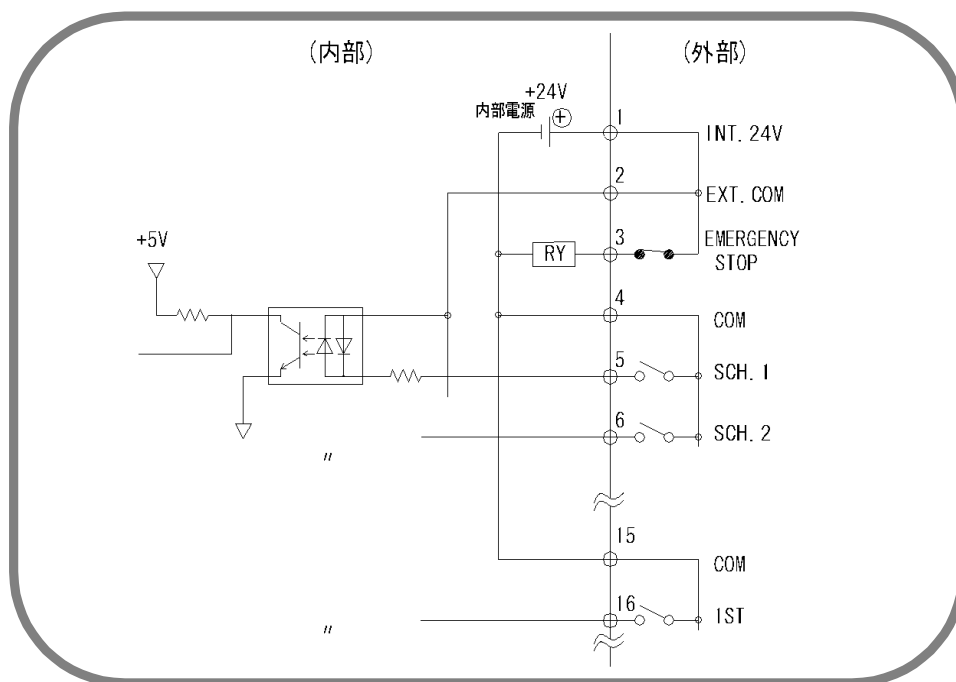 (内部)
(外部)
+24V
内部電源
1
INT. 24V
2
EXT. COM
+5V
RY
3
EMERGENCY
STOP
4
COM
5
SCH. 1
6
SCH. 2
〃
15
COM
16
1ST
〃